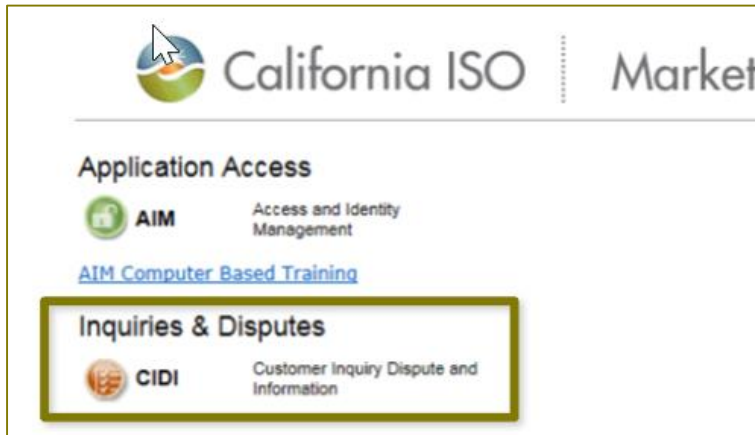 California ISO Market
Application Access
AIM Access and Identity
Management
AIM Computer Based Training
Inquiries & Disputes
CIDI Customer Inquiry Dispute and
Information